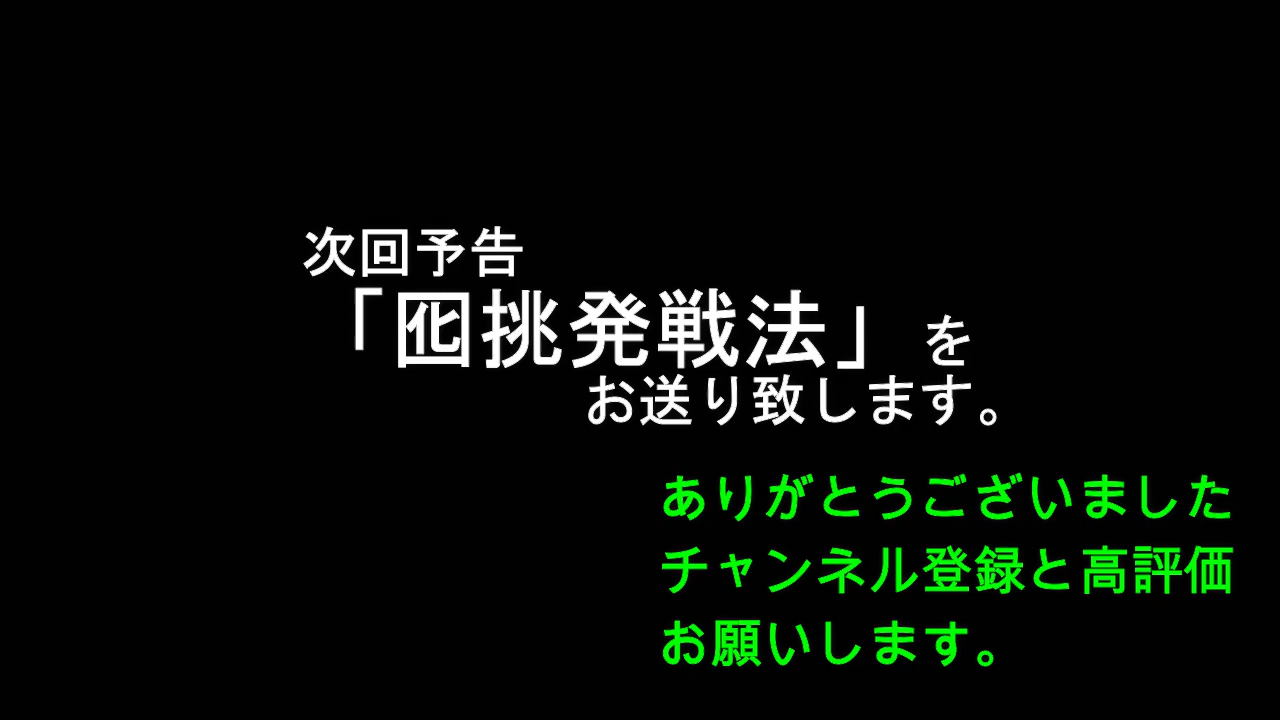 次回予告
「囮挑発戦法」を
お送り致します。
ありがとうございました
チャンネル登録と高評価
お願いします。